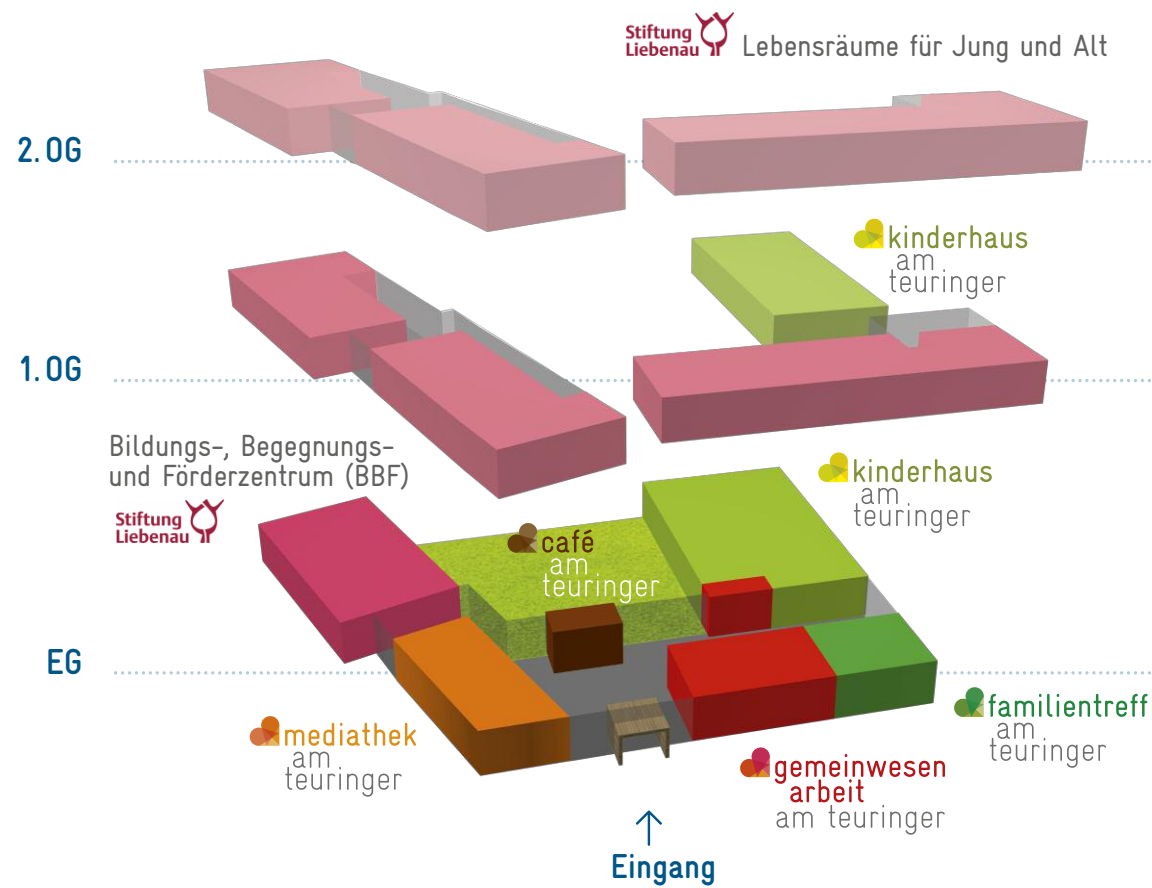 Stiftung
Liebenau
Lebensräume für Jung und Alt
2.OG
kinderhaus
am
teuringer
1.OG
Bildungs-, Begegnungs-
und Förderzentrum (BBF)
Stiftung
Liebenau
kinderhaus
am
teuringer
café
am
teuringer
EG
mediathek
am
teuringer
familientreff
am
teuringer
gemeinwesen
arbeit
am teuringer
Eingang